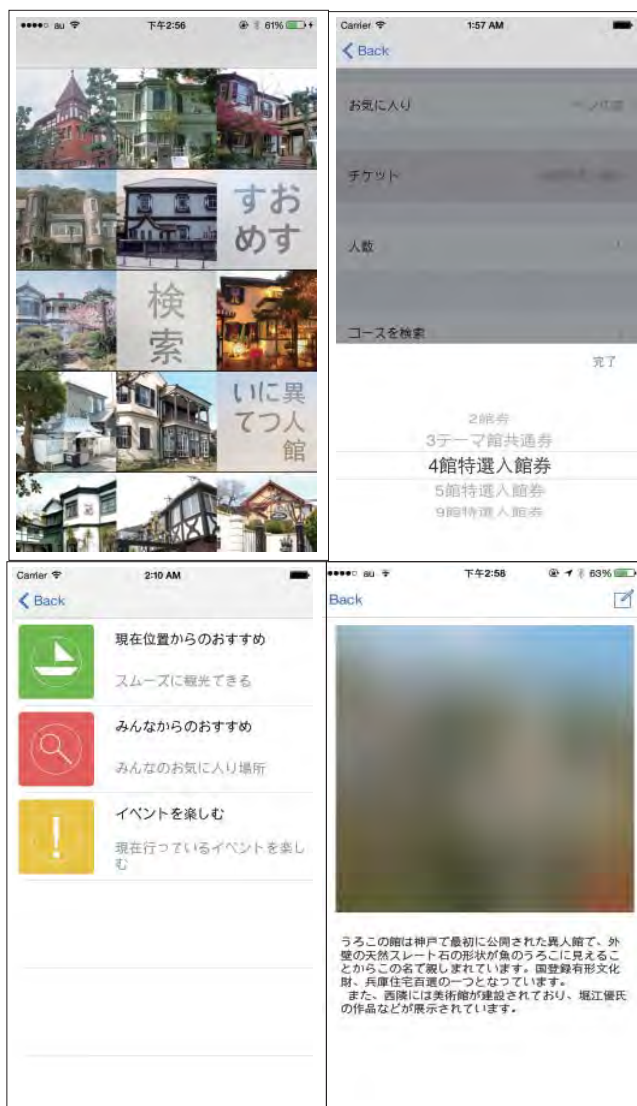 au 下午2:56 61%
おすすめ
検索
異人館について
Carrier 1:57 AM
Back
お気に入り
チケット
人数
コースを検索
完了
2館券
3テーマ館共通券
4館特選入館券
5館特選入館券
9館特選入館券
Carrier 2:10 AM
Back
現在位置からのおすすめ
スムーズに観光できる
みんなからのおすすめ
みんなのお気に入り場所
イベントを楽しむ
現在行っているイベントを楽し
む
au 下午2:58 63%
Back
うろこの館は神戸で最初に公開された異人館で、外
壁の天然スレート石の形状が魚のうろこに見えるこ
とからこの名で親しまれています。国登録有形文化
財、兵庫住宅百選の一つとなっています。
また、西隣には美術館が建設されており、堀江優氏
の作品などが展示されています。